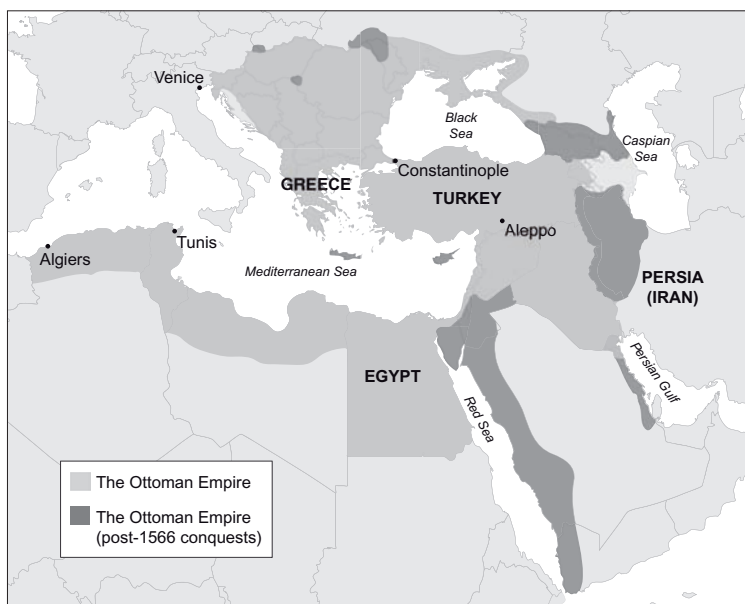 Venice
Black
Sea
Caspian
Sea
Constantinople
GREECE
TURKEY
Aleppo
Tunis
Algiers
Mediterranean Sea
PERSIA
(IRAN)
EGYPT
Red Sea
Persian Gulf
The Ottoman Empire
The Ottoman Empire
(post-1566 conquests)